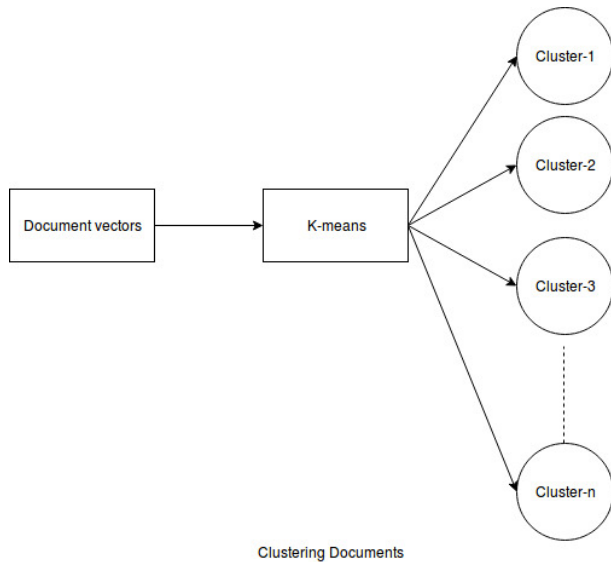 Cluster-1
Cluster-2
Document vectors
K-means
Cluster-3
Cluster-n
Clustering Documents